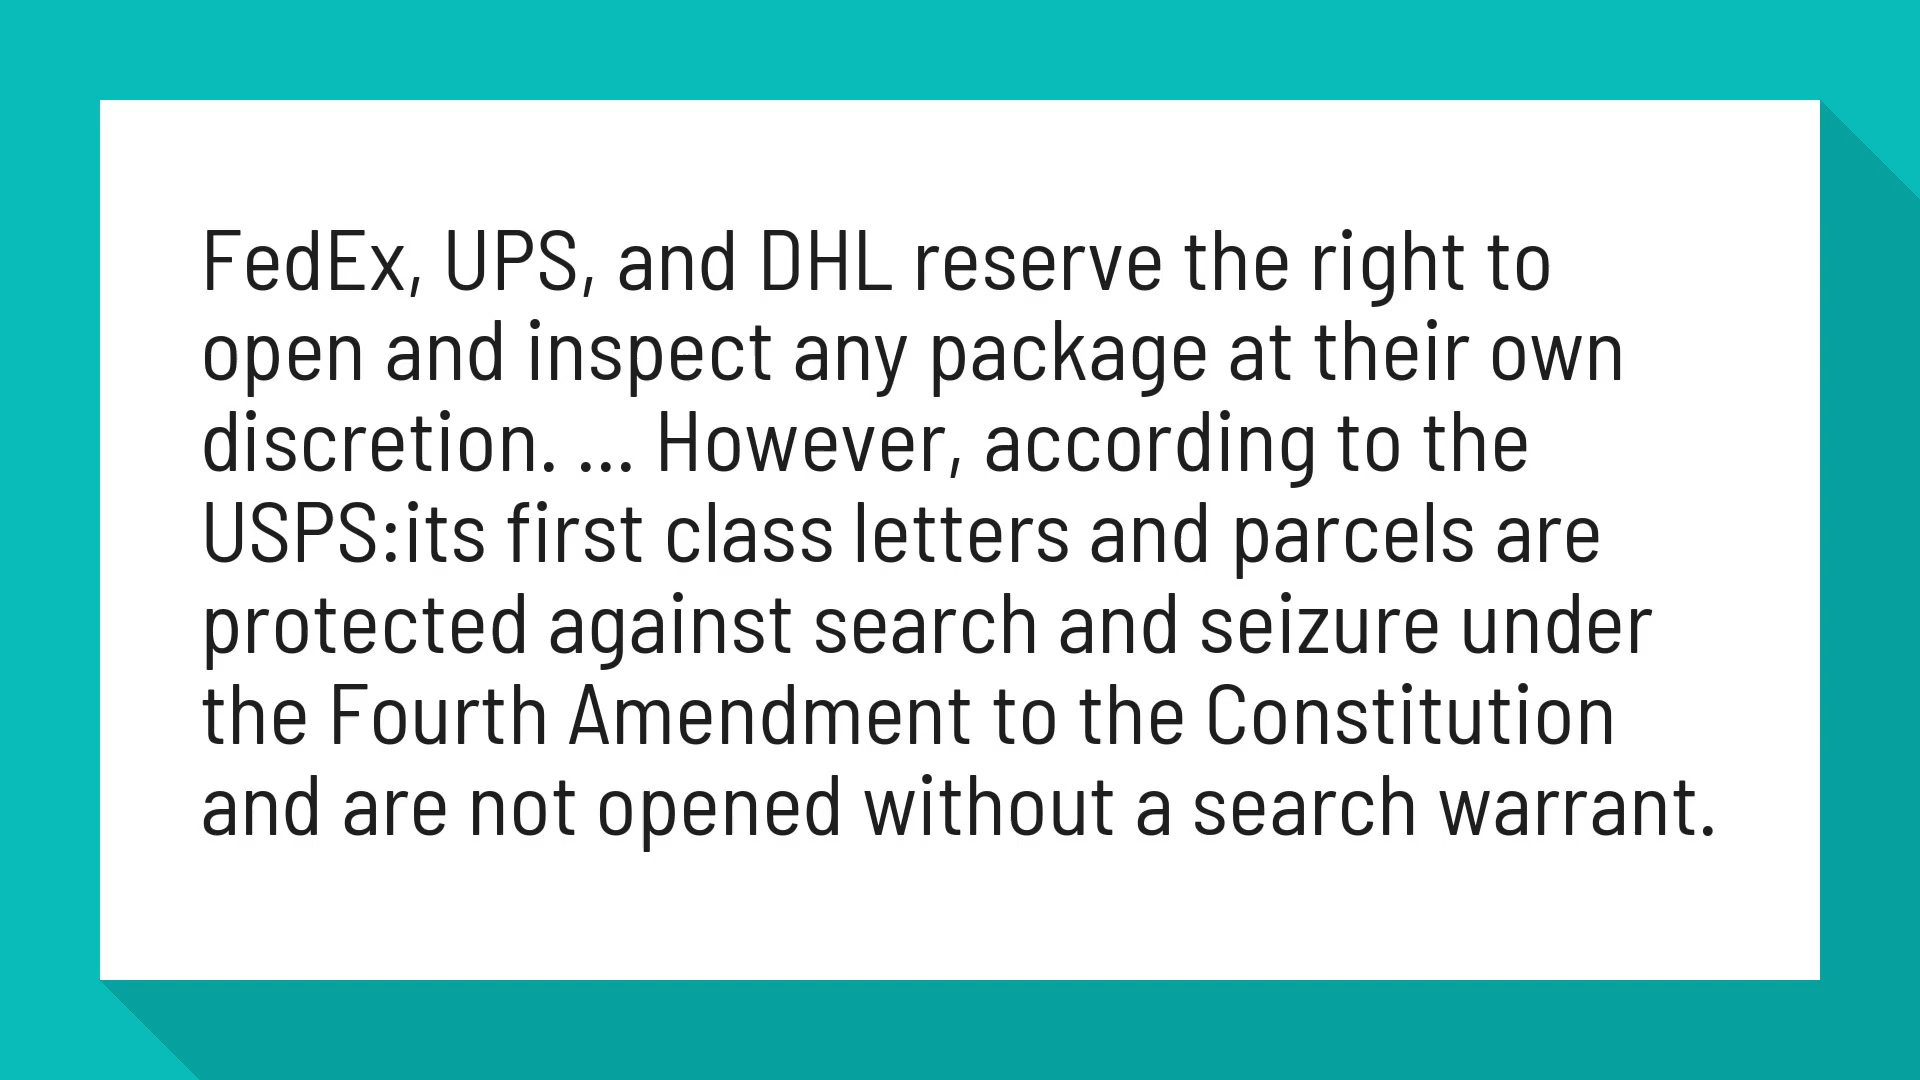 FedEx, UPS, and DHL reserve the right to
open and inspect any package at their own
discretion. ... However, according to the
USPS:its first class letters and parcels are
protected against search and seizure under
the Fourth Amendment to the Constitution
and are not opened without a search warrant.